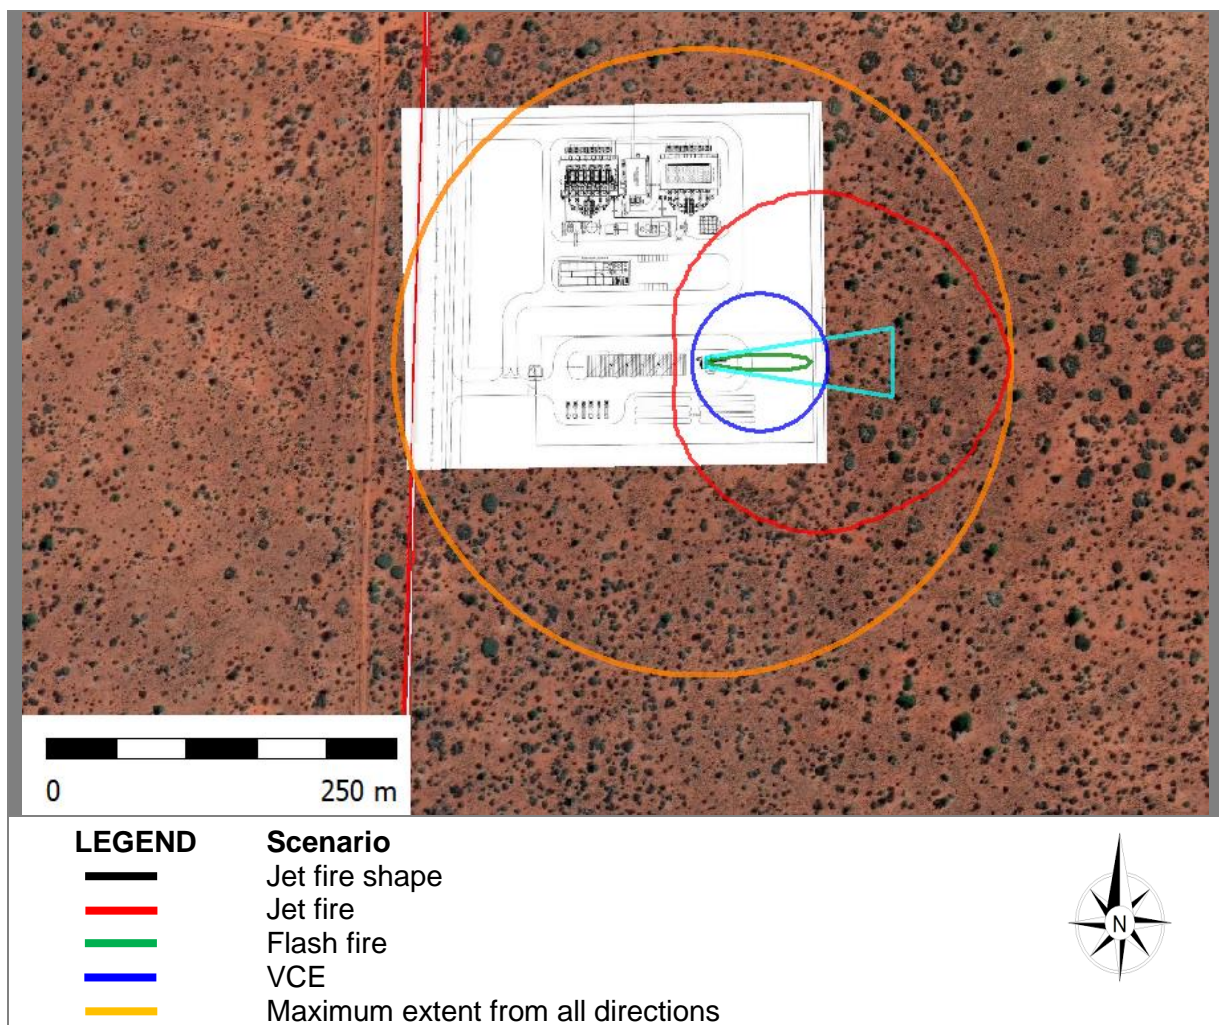 0
250 m
LEGEND Scenario
Jet fire shape
Jet fire
Flash fire
VCE
Maximum extent from all directions
N